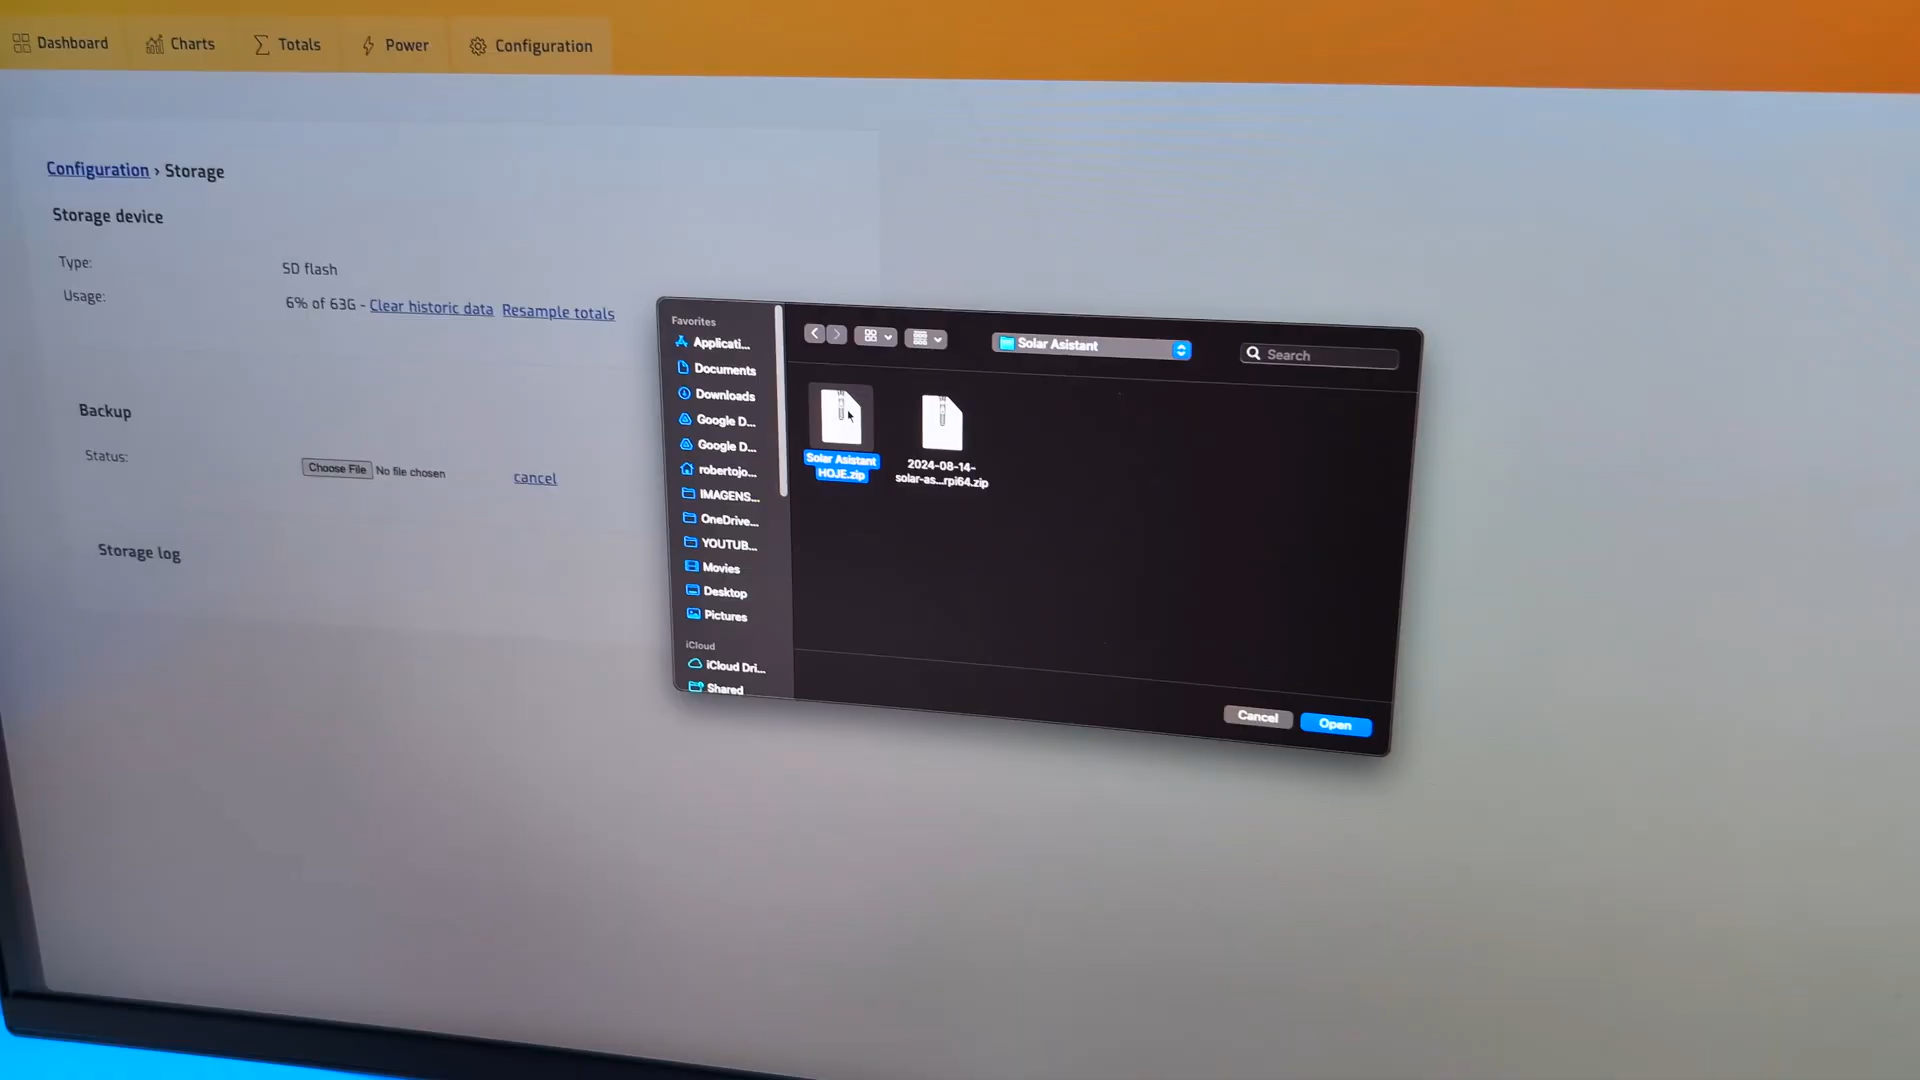 Dashboard
Charts
Totals
Power
Configuration
Configuration › Storage
Storage device
Type:
SD flash
Usage:
6% of 63G - Clear historic data Resample totals
Backup
Status:
Choose File No file chosen
cancel
Storage log
Favorites
Applicati...
Documents
Downloads
Google D...
Google D...
robertojo...
IMAGENS...
OneDrive...
YOUTUB...
Movies
Desktop
Pictures
iCloud
iCloud Dri...
Shared
Solar Asistant
Search
Solar Asistant
HOJE.zip
2024-08-14-
solar-as...rpi64.zip
Cancel
Open